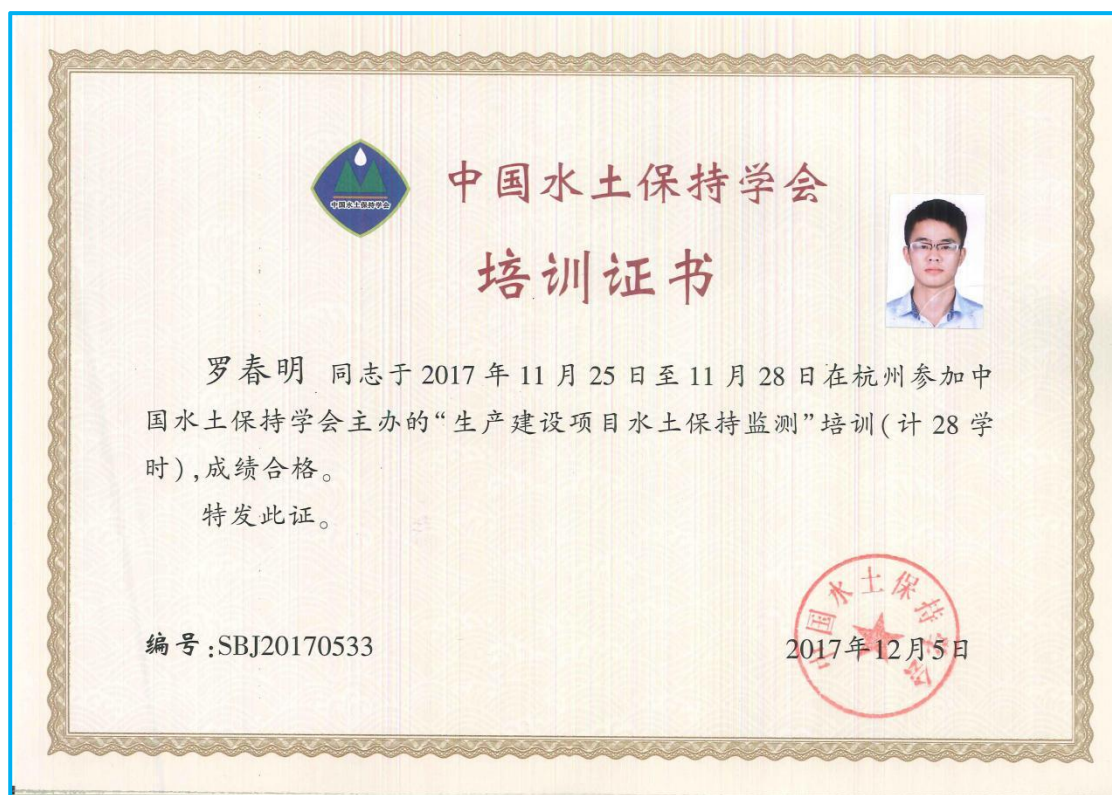 中国水土保持学会
中国水土保持学会
培训证书
罗春明 同志于 2017 年 11 月 25 日至 11 月 28 日在杭州参加中
国水土保持学会主办的“生产建设项目水土保持监测”培训(计 28 学
时),成绩合格。
特发此证。
中国水土保持学会
编号:SBJ20170533
2017年12月5日